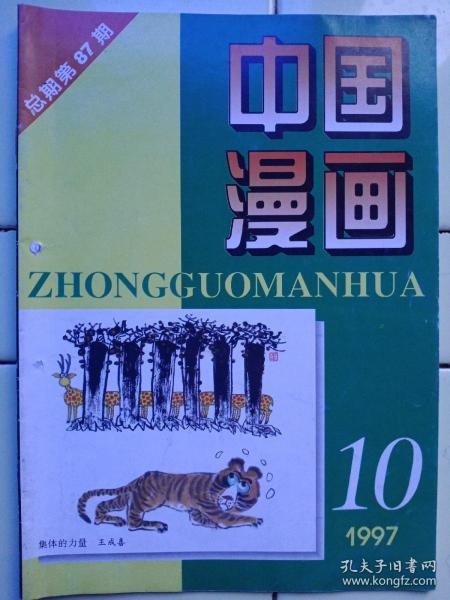 总期第87期
中国
漫画
ZHONGGUOMANHUA
集体的力量 王成喜
10
1997
孔夫子旧书网
www.kongfz.com